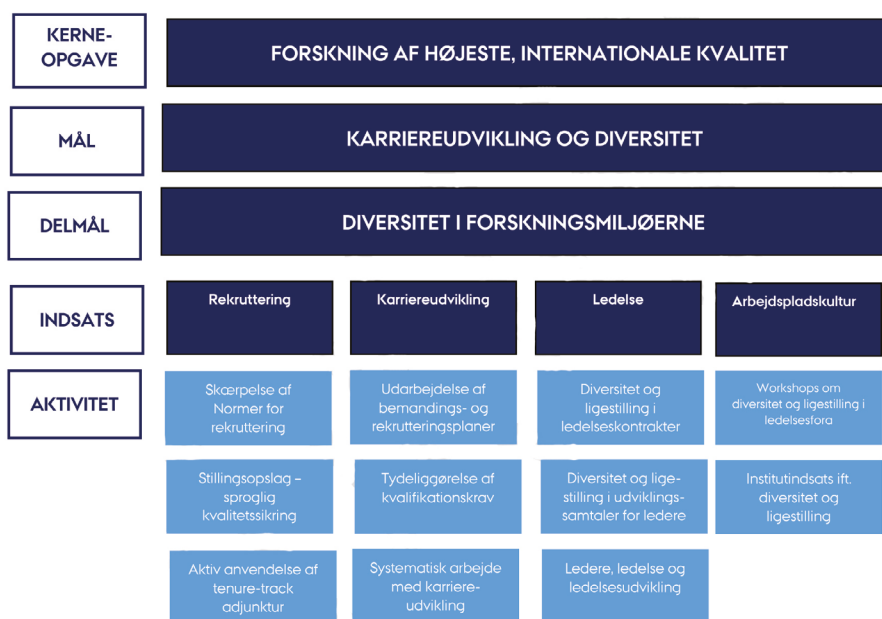 KERNE-
OPGAVE
FORSKNING AF HØJESTE, INTERNATIONALE KVALITET
MÅL
KARRIEREUDVIKLING OG DIVERSITET
DELMÅL
DIVERSITET I FORSKNINGSMILJØERNE
INDSATS
Rekruttering
Karriereudvikling
Ledelse
Arbejdspladskultur
AKTIVITET
Skærpelse af
Normer for
rekruttering
Udarbejdelse af
bemandings- og
rekrutteringsplaner
Diversitet og
ligestilling i
ledelseskontrakter
Workshops om
diversitet og ligestilling i
ledelsesfora
Stillingsopslag –
sproglig
kvalitetssikring
Tydeliggørelse af
kvalifikationskrav
Diversitet og lige-
stilling i udviklings-
samtaler for ledere
Institutindsats ift.
diversitet og
ligestilling
Aktiv anvendelse af
tenure-track
adjunktur
Systematisk arbejde
med karriere-
udvikling
Ledere, ledelse og
ledelsesudvikling